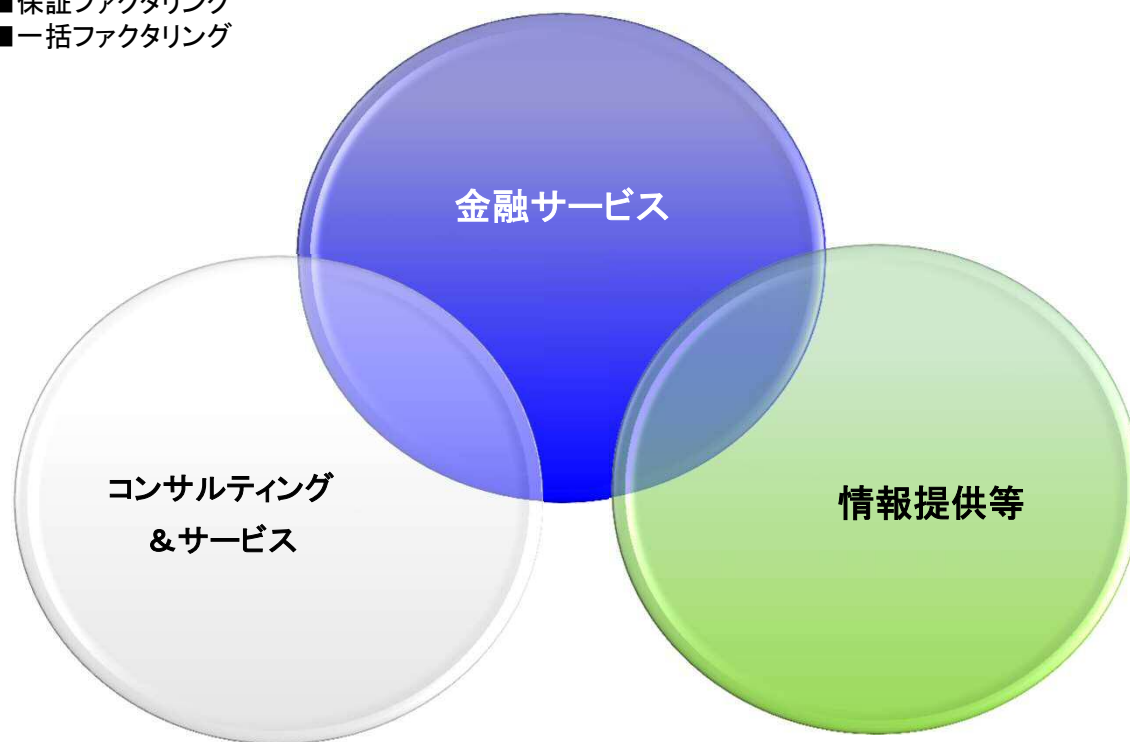 ■保証ファクタリング
■一括ファクタリング
金融サービス
コンサルティング
&サービス
情報提供等